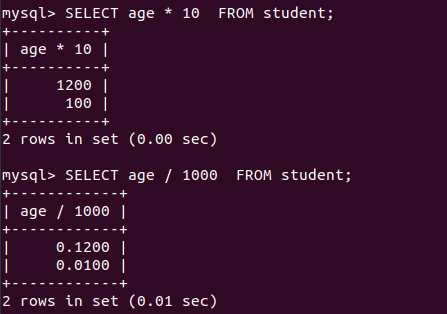 mysql> SELECT age * 10  FROM student;
+----------+
| age * 10 |
+----------+
|     1200 |
|      100 |
+----------+
2 rows in set (0.00 sec)

mysql> SELECT age / 1000  FROM student;
+------------+
| age / 1000 |
+------------+
|     0.1200 |
|     0.0100 |
+------------+
2 rows in set (0.01 sec)